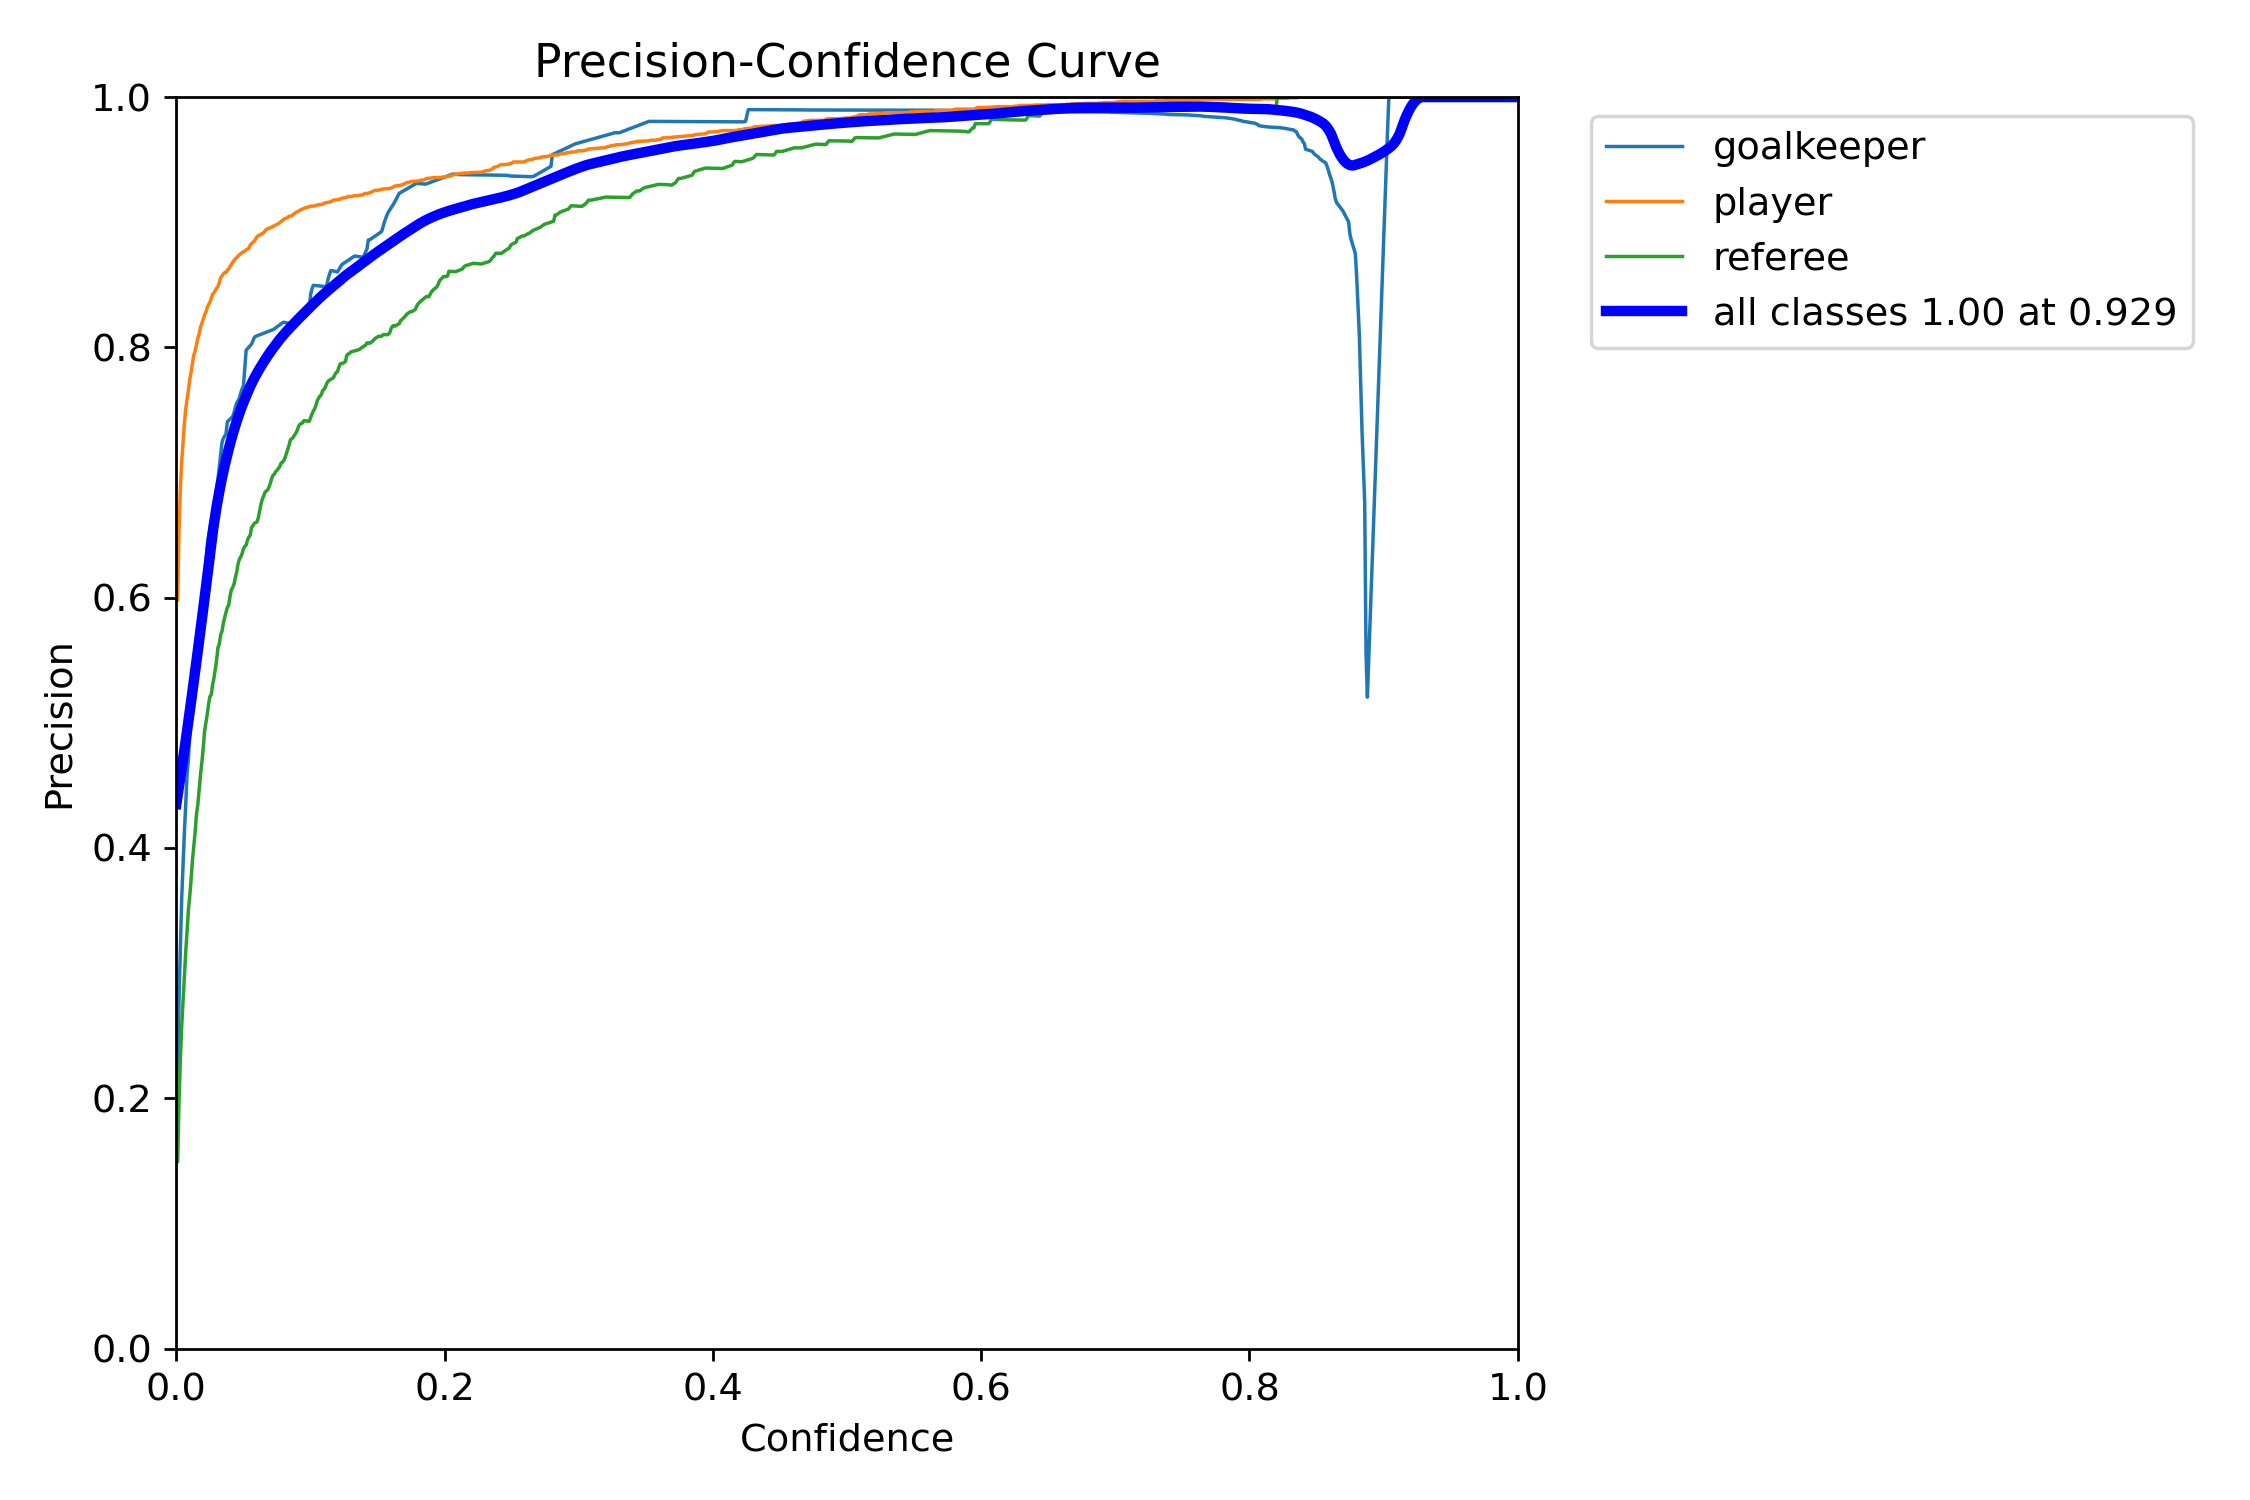 Precision-Confidence Curve
1.0
0.8
0.6
0.4
0.2
0.0
Precision
0.0 0.2 0.4 0.6 0.8 1.0
Confidence
goalkeeper
player
referee
all classes 1.00 at 0.929